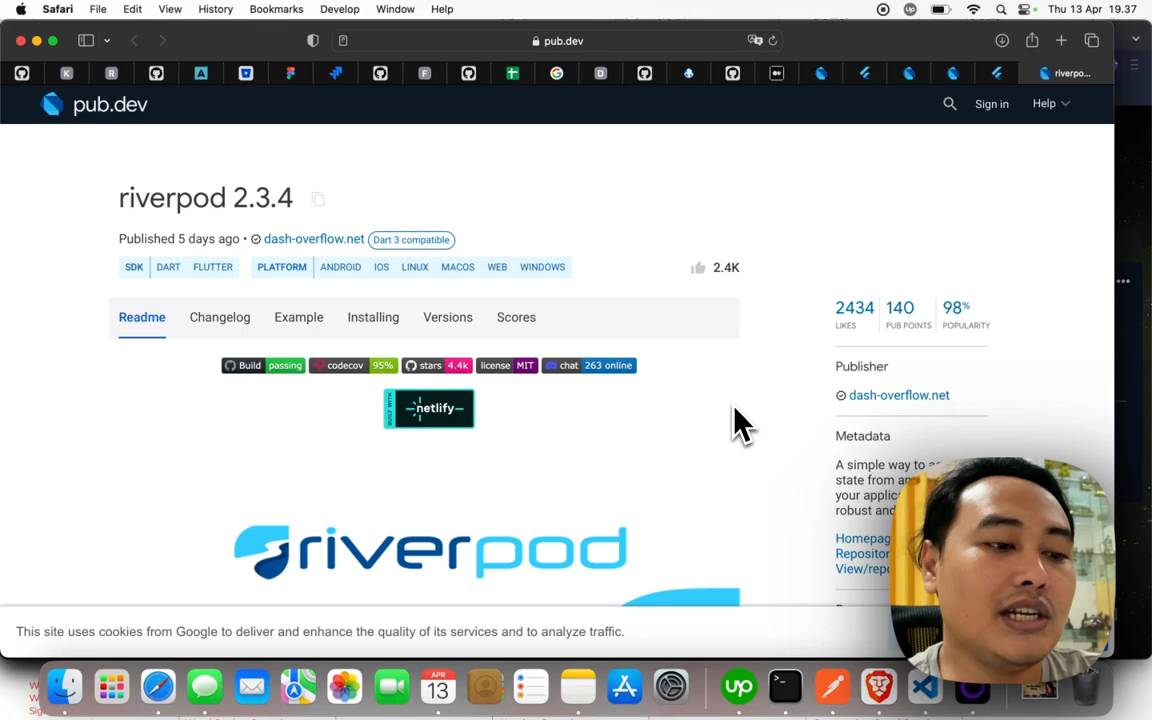 Safari File Edit View History Bookmarks Develop Window Help
Thu 13 Apr 19.37
pub.dev
riverpo...
pub.dev
Sign in
Help
riverpod 2.3.4
Published 5 days ago • dash-overflow.net Dart 3 compatible
SDK DART FLUTTER PLATFORM ANDROID IOS LINUX MACOS WEB WINDOWS
2.4K
Readme Changelog Example Installing Versions Scores
2434 140 98%
LIKES PUB POINTS POPULARITY
Build passing codecov 95% stars 4.4k license MIT chat 263 online
BUILT WITH netlify
Publisher
dash-overflow.net
Metadata
A simple way to
state from an
your applic
robust and
Homepag
Repositor
View/repo
riverpod
This site uses cookies from Google to deliver and enhance the quality of its services and to analyze traffic.
APR
13
up